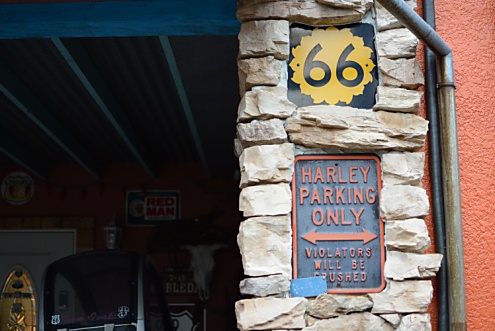 66
HARLEY
PARKING
ONLY
VIOLATORS
WILL BE
CRUSHED
RED
MAN